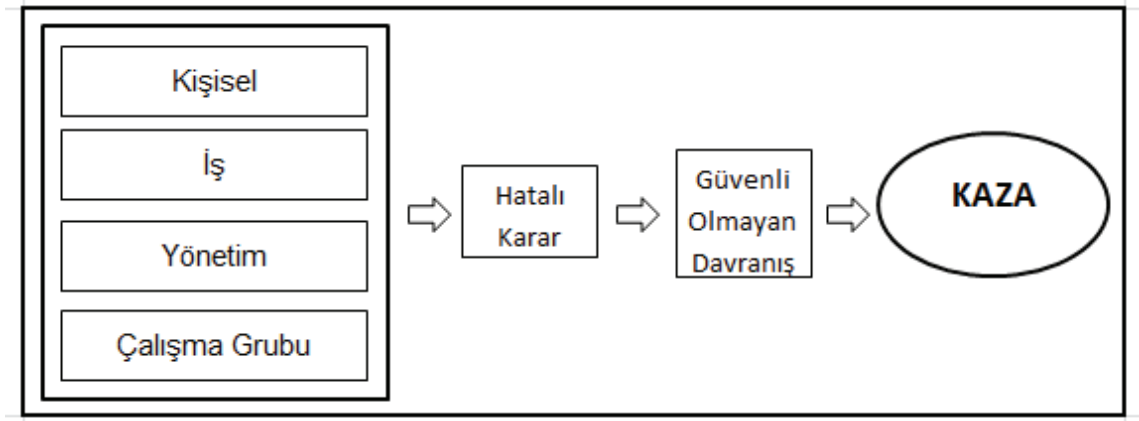 Kişisel
İş
Yönetim
Çalışma Grubu
Hatalı
Karar
Güvenli
Olmayan
Davranış
KAZA